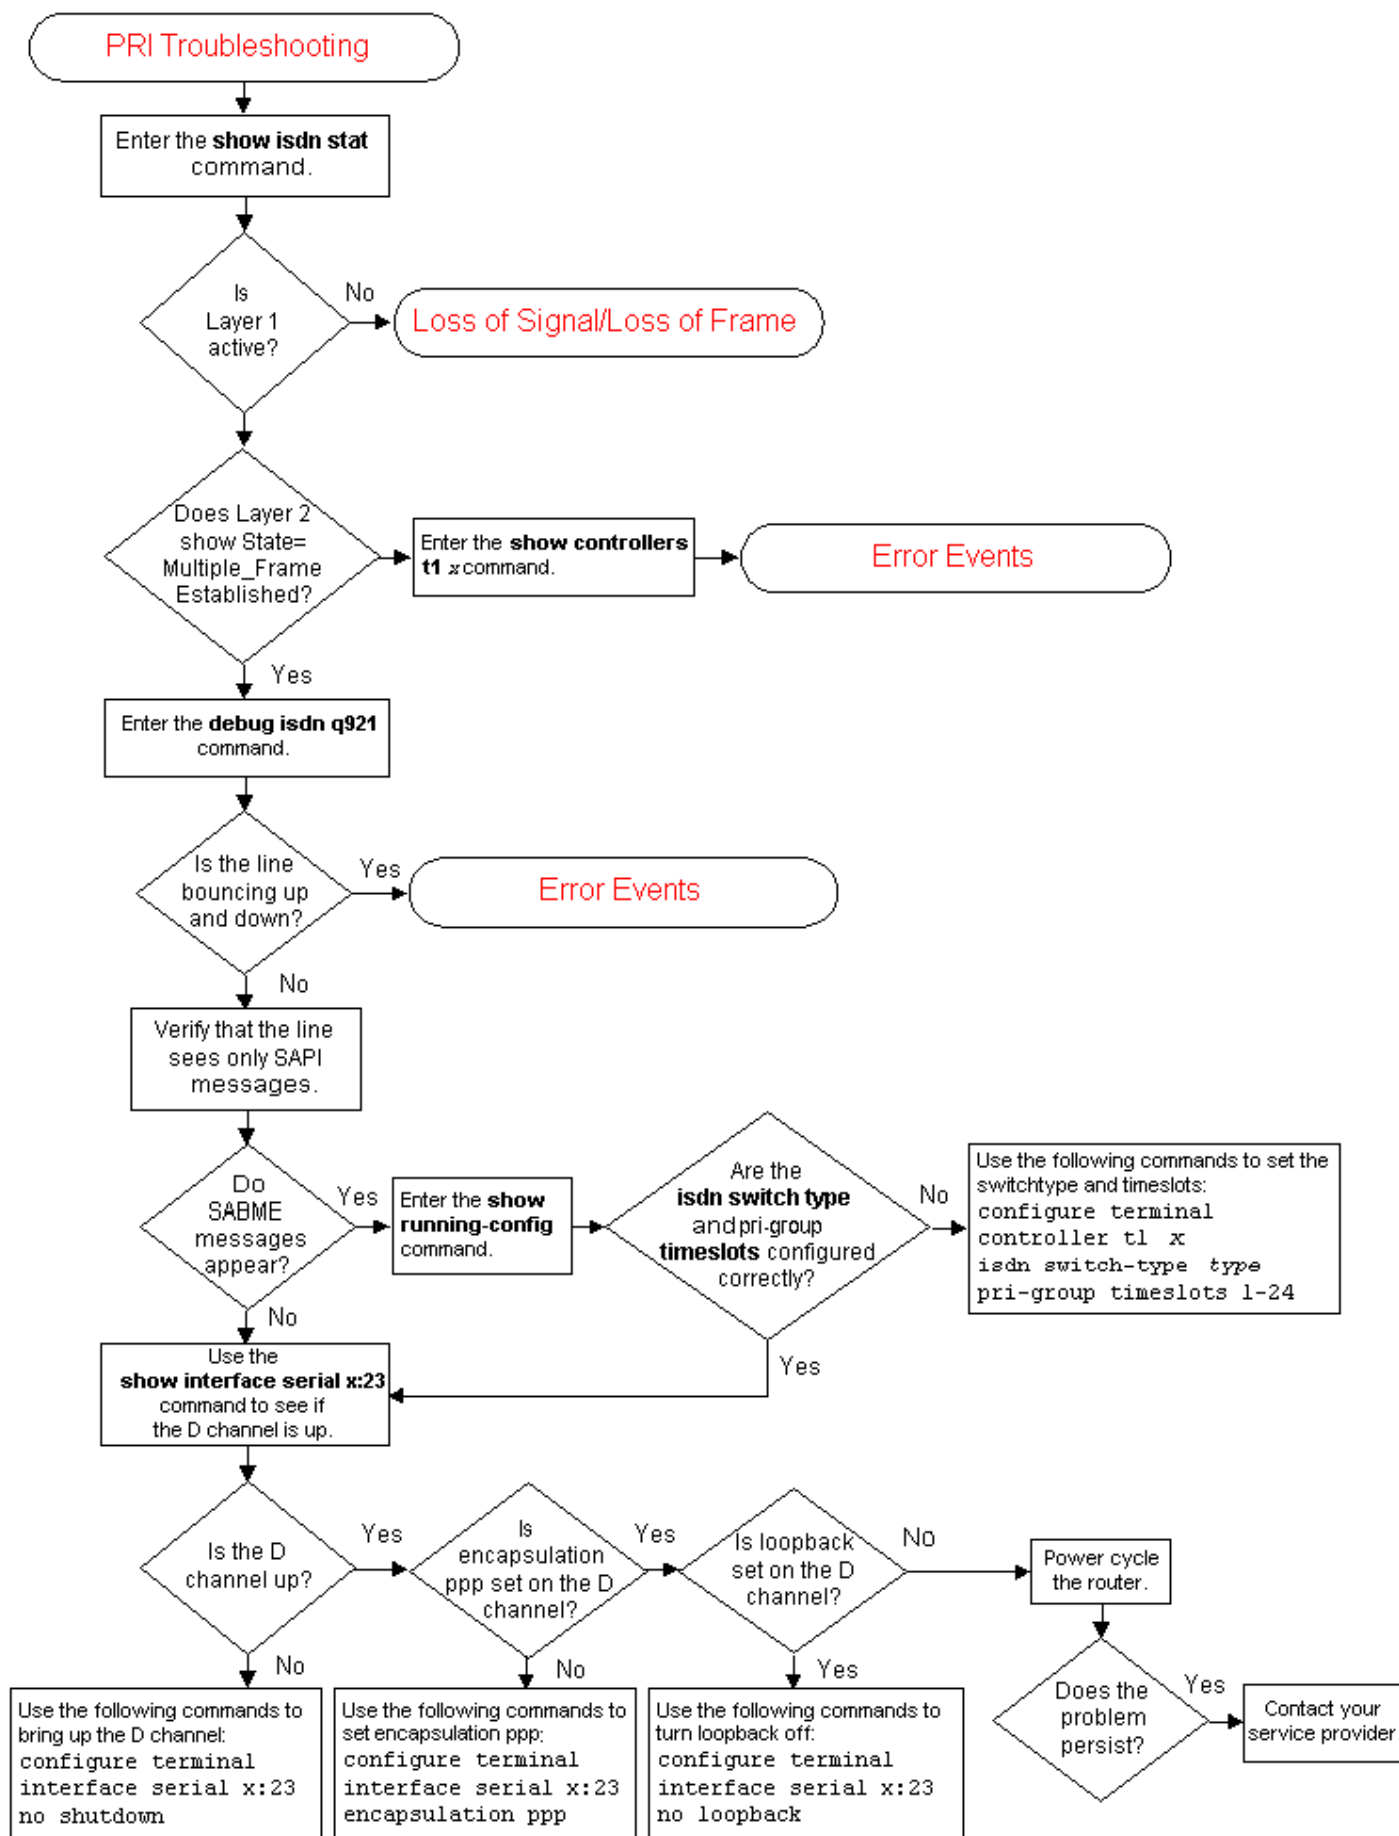 PRI Troubleshooting
Enter the show isdn stat
command.
Is
Layer 1
active?
No
Loss of Signal/Loss of Frame
Does Layer 2
show State=
Multiple_Frame
Established?
Enter the show controllers
t1 x command.
Error Events
Yes
Enter the debug isdn q921
command.
Is the line
bouncing up
and down?
Yes
Error Events
No
Verify that the line
sees only SAPI
messages.
Do
SABME
messages
appear?
Yes
Enter the show
running-config
command.
Are the
isdn switch type
and pri-group
timeslots configured
correctly?
No
Use the following commands to set the
switchtype and timeslots:
configure terminal
controller t1 x
isdn switch-type type
pri-group timeslots 1-24
No
Yes
Use the
show interface serial x:23
command to see if
the D channel is up.
Is the D
channel up?
Yes
Is
encapsulation
ppp set on the D
channel?
Yes
Is loopback
set on the D
channel?
No
Power cycle
the router.
No
Use the following commands to
bring up the D channel:
configure terminal
interface serial x:23
no shutdown
No
Use the following commands to
set encapsulation ppp:
configure terminal
interface serial x:23
encapsulation ppp
Yes
Use the following commands to
turn loopback off:
configure terminal
interface serial x:23
no loopback
Does the
problem
persist?
Yes
Contact your
service provider